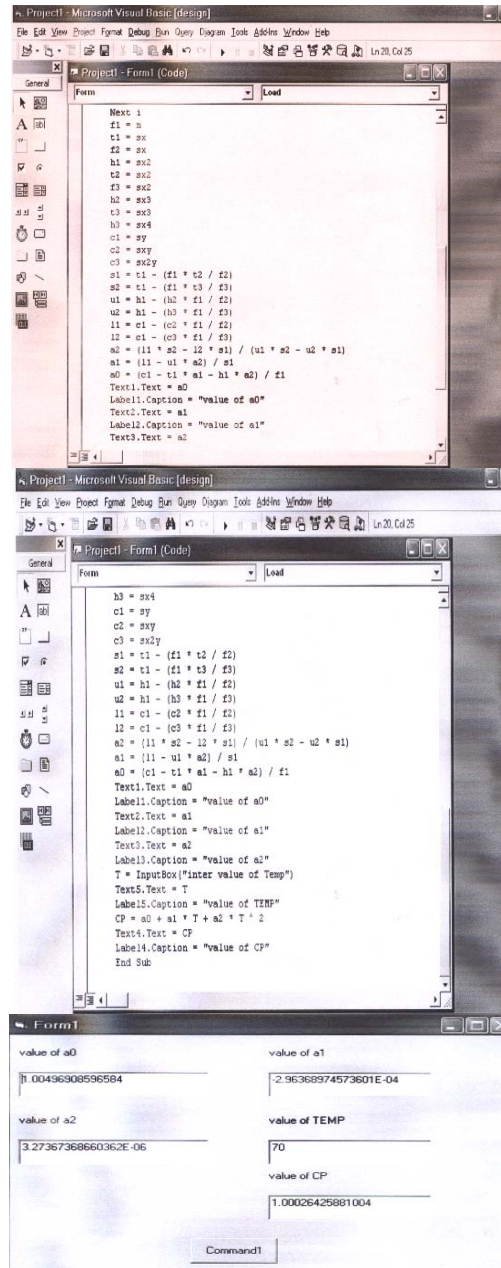 Project1 - Microsoft Visual Basic [design]
File Edit View Project Format Debug Run Query Diagram Tools Add-Ins Window Help
Ln 20, Col 25
General
Project1 - Form1 (Code)
Form
Load
Next i
f1 = n
t1 = sx
f2 = sx
h1 = sx2
t2 = sx2
f3 = sx2
h2 = sx3
t3 = sx3
h3 = sx4
c1 = sy
c2 = sxy
c3 = sx2y
s1 = t1 - (f1 * t2 / f2)
s2 = t1 - (f1 * t3 / f3)
u1 = h1 - (h2 * f1 / f2)
u2 = h1 - (h3 * f1 / f3)
l1 = c1 - (c2 * f1 / f2)
l2 = c1 - (c3 * f1 / f3)
a2 = (l1 * s2 - l2 * s1) / (u1 * s2 - u2 * s1)
a1 = (l1 - u1 * a2) / s1
a0 = (c1 - t1 * a1 - h1 * a2) / f1
Text1.Text = a0
Label1.Caption = "value of a0"
Text2.Text = a1
Label2.Caption = "value of a1"
Text3.Text = a2
Project1 - Microsoft Visual Basic [design]
File Edit View Project Format Debug Run Query Diagram Tools Add-Ins Window Help
Ln 20, Col 25
General
Project1 - Form1 (Code)
Form
Load
h3 = sx4
c1 = sy
c2 = sxy
c3 = sx2y
s1 = t1 - (f1 * t2 / f2)
s2 = t1 - (f1 * t3 / f3)
u1 = h1 - (h2 * f1 / f2)
u2 = h1 - (h3 * f1 / f3)
l1 = c1 - (c2 * f1 / f2)
l2 = c1 - (c3 * f1 / f3)
a2 = (l1 * s2 - l2 * s1) / (u1 * s2 - u2 * s1)
a1 = (l1 - u1 * a2) / s1
a0 = (c1 - t1 * a1 - h1 * a2) / f1
Text1.Text = a0
Label1.Caption = "value of a0"
Text2.Text = a1
Label2.Caption = "value of a1"
Text3.Text = a2
Label3.Caption = "value of a2"
T = InputBox("inter value of Temp")
Text5.Text = T
Label5.Caption = "value of TEMP"
CP = a0 + a1 * T + a2 * T ^ 2
Text4.Text = CP
Label4.Caption = "value of CP"
End Sub
Form1
value of a0
value of a1
1.00496908596584
-2.96368974573601E-04
value of a2
value of TEMP
3.27367368660362E-06
70
value of CP
1.00026425881004
Command1